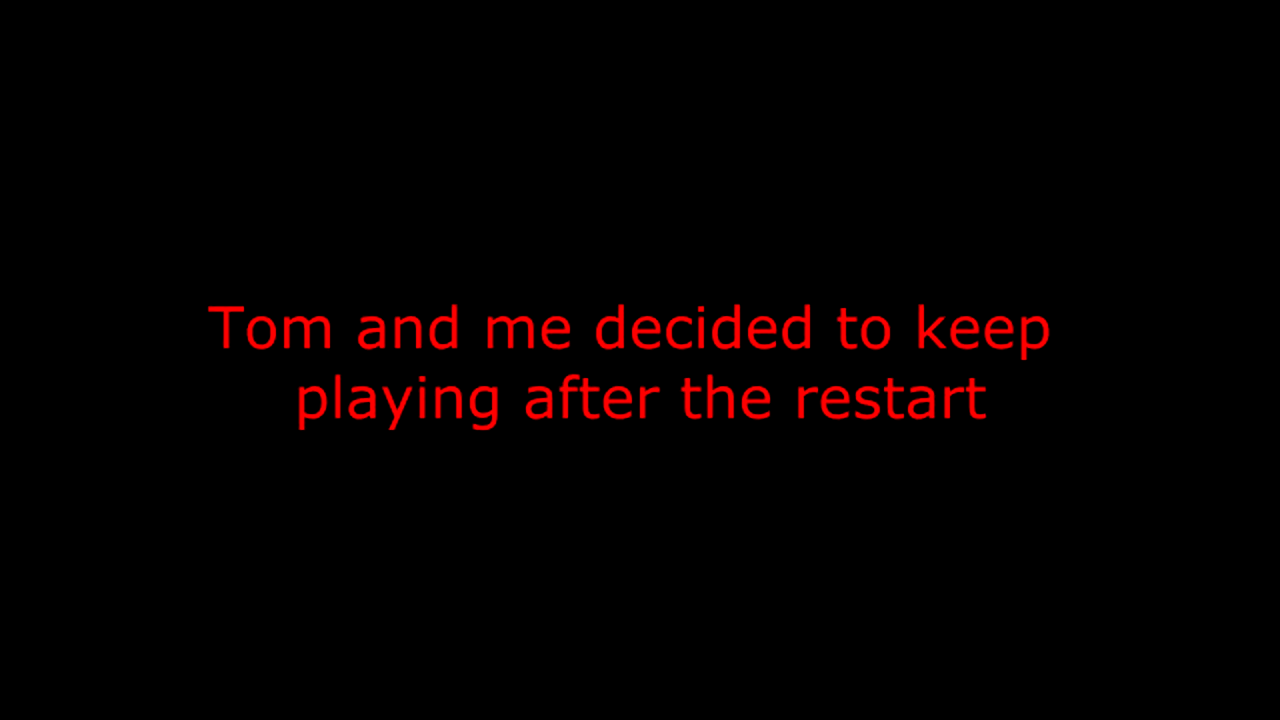 Tom and me decided to keep
playing after the restart